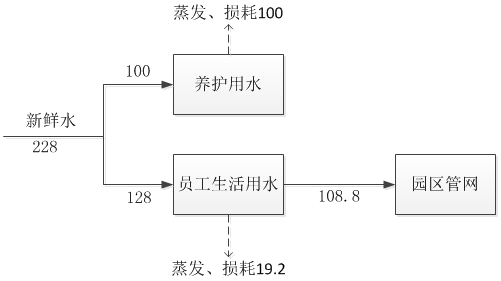 蒸发、损耗100
100
养护用水
新鲜水
228
128
员工生活用水
108.8
园区管网
蒸发、损耗19.2